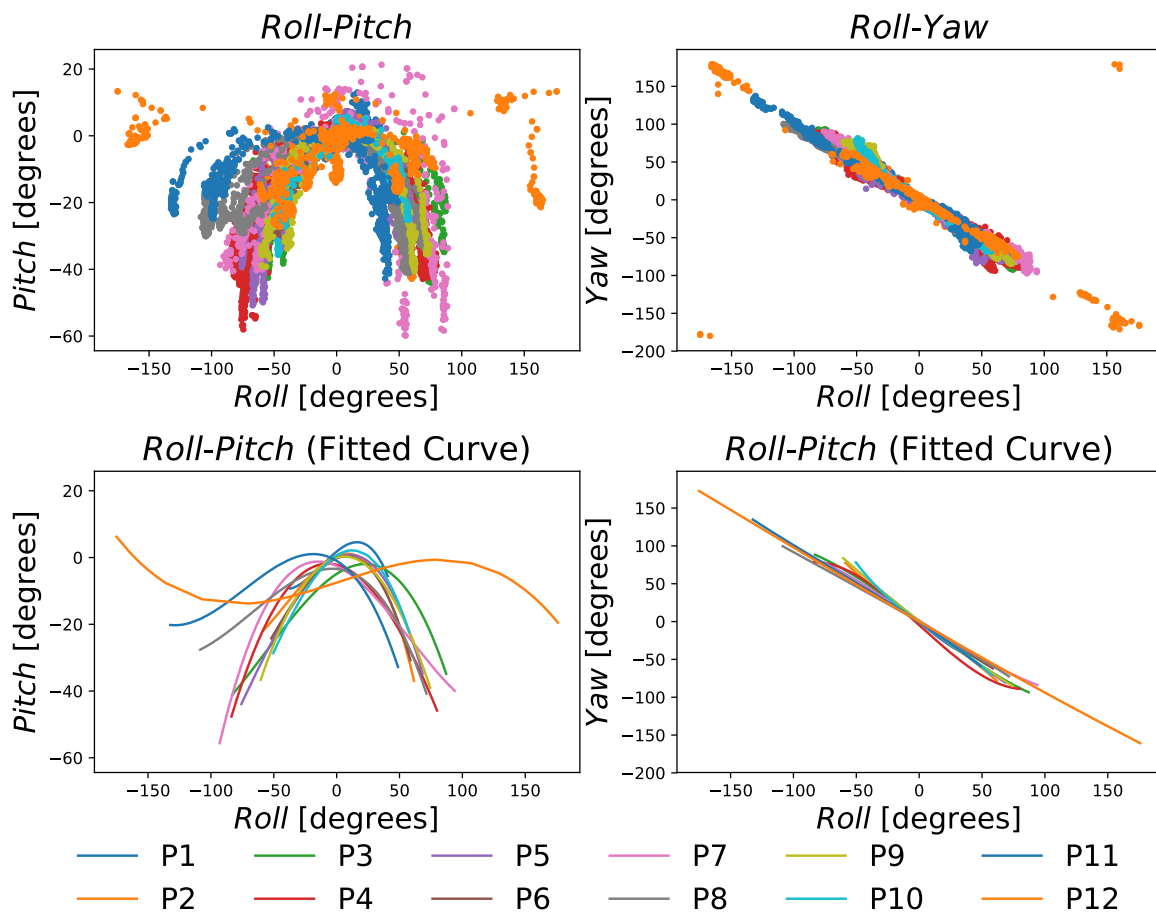 Roll-Pitch
Roll-Yaw
20
0
−20
−40
−60
Pitch [degrees]
−150 −100 −50 0 50 100 150
Roll [degrees]
150
100
50
0
−50
−100
−150
−200
Yaw [degrees]
−150 −100 −50 0 50 100 150
Roll [degrees]
Roll-Pitch (Fitted Curve)
Roll-Pitch (Fitted Curve)
20
0
−20
−40
−60
Pitch [degrees]
−150 −100 −50 0 50 100 150
Roll [degrees]
150
100
50
0
−50
−100
−150
−200
Yaw [degrees]
−150 −100 −50 0 50 100 150
Roll [degrees]
P1 P3 P5 P7 P9 P11
P2 P4 P6 P8 P10 P12